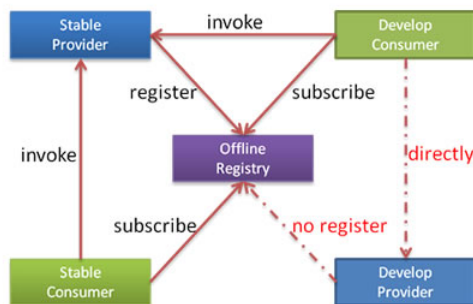 Stable
Provider
invoke
Develop
Consumer
register
subscribe
Offline
Registry
invoke
directly
subscribe
no register
Stable
Consumer
Develop
Provider